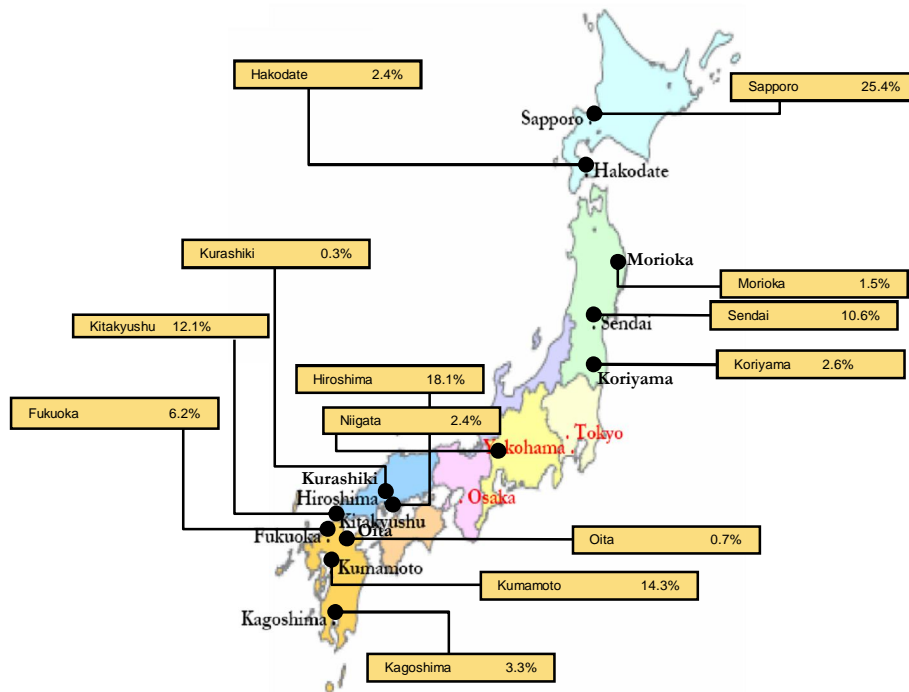 Hakodate 2.4%
Sapporo 25.4%
Sapporo
Hakodate
Kurashiki 0.3%
Morioka
Morioka 1.5%
Sendai 10.6%
Kitakyushu 12.1%
Sendai
Koriyama 2.6%
Koriyama
Hiroshima 18.1%
Fukuoka 6.2%
Niigata 2.4%
Tokyo
Yokohama
Kurashiki
Hiroshima
Osaka
Kitakyushu
Oita
Fukuoka
Oita 0.7%
Kumamoto
Kumamoto 14.3%
Kagoshima
Kagoshima 3.3%